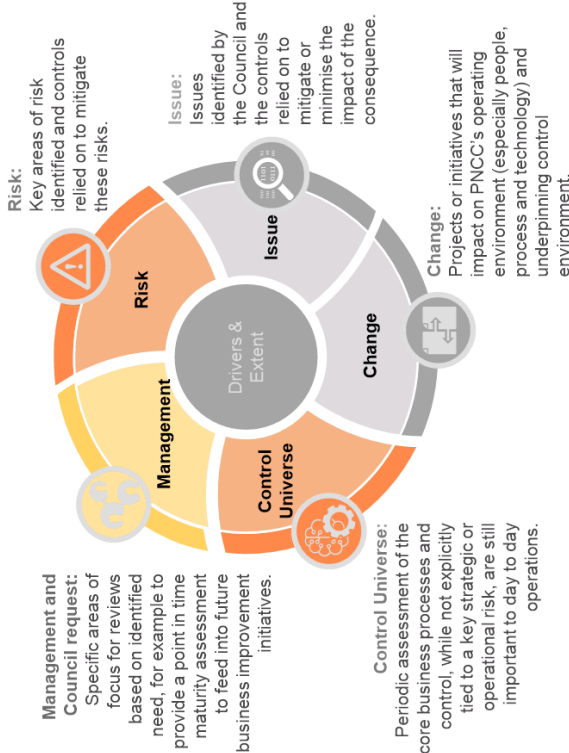 Risk:
Key areas of risk
identified and controls
relied on to mitigate
these risks.
Issue:
Issues
identified by
the Council and
the controls
relied on to
mitigate or
minimise the
impact of the
consequence.
Change:
Projects or initiatives that will
impact on PNCC's operating
environment (especially people,
process and technology) and
underpinning control
environment.
Control Universe:
Periodic assessment of the
core business processes and
control, while not explicitly
tied to a key strategic or
operational risk, are still
important to day to day
operations.
Management and
Council request:
Specific areas of
focus for reviews
based on identified
need, for example to
provide a point in time
maturity assessment
to feed into future
business improvement
initiatives.
Risk
Issue
Change
Control
Universe
Management
Drivers &
Extent